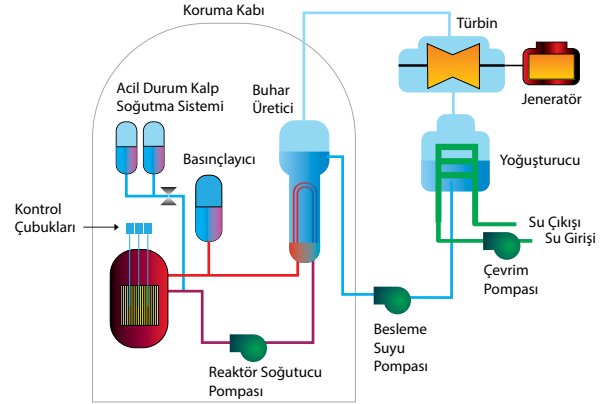 Koruma Kabı
Türbin
Jeneratör
Acil Durum Kalp
Soğutma Sistemi
Buhar
Üretici
Basınçlayıcı
Yoğuşturucu
Kontrol
Çubukları
Su Çıkışı
Su Girişi
Çevrim
Pompası
Besleme
Suyu
Pompası
Reaktör Soğutucu
Pompası